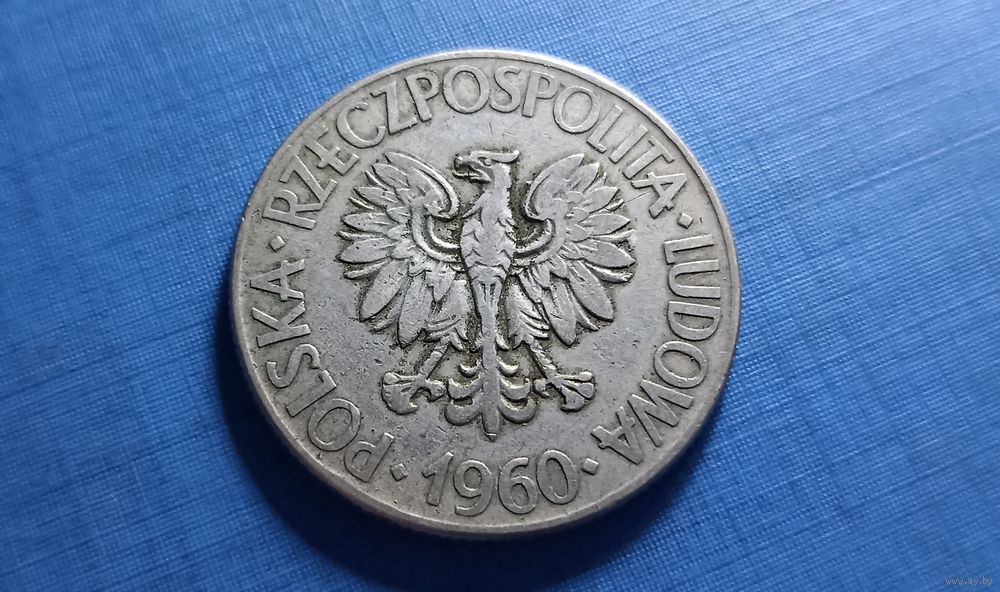 POLSKA · RZECZPOSPOLITA · LUDOWA
· 1960 ·
www.ay.by